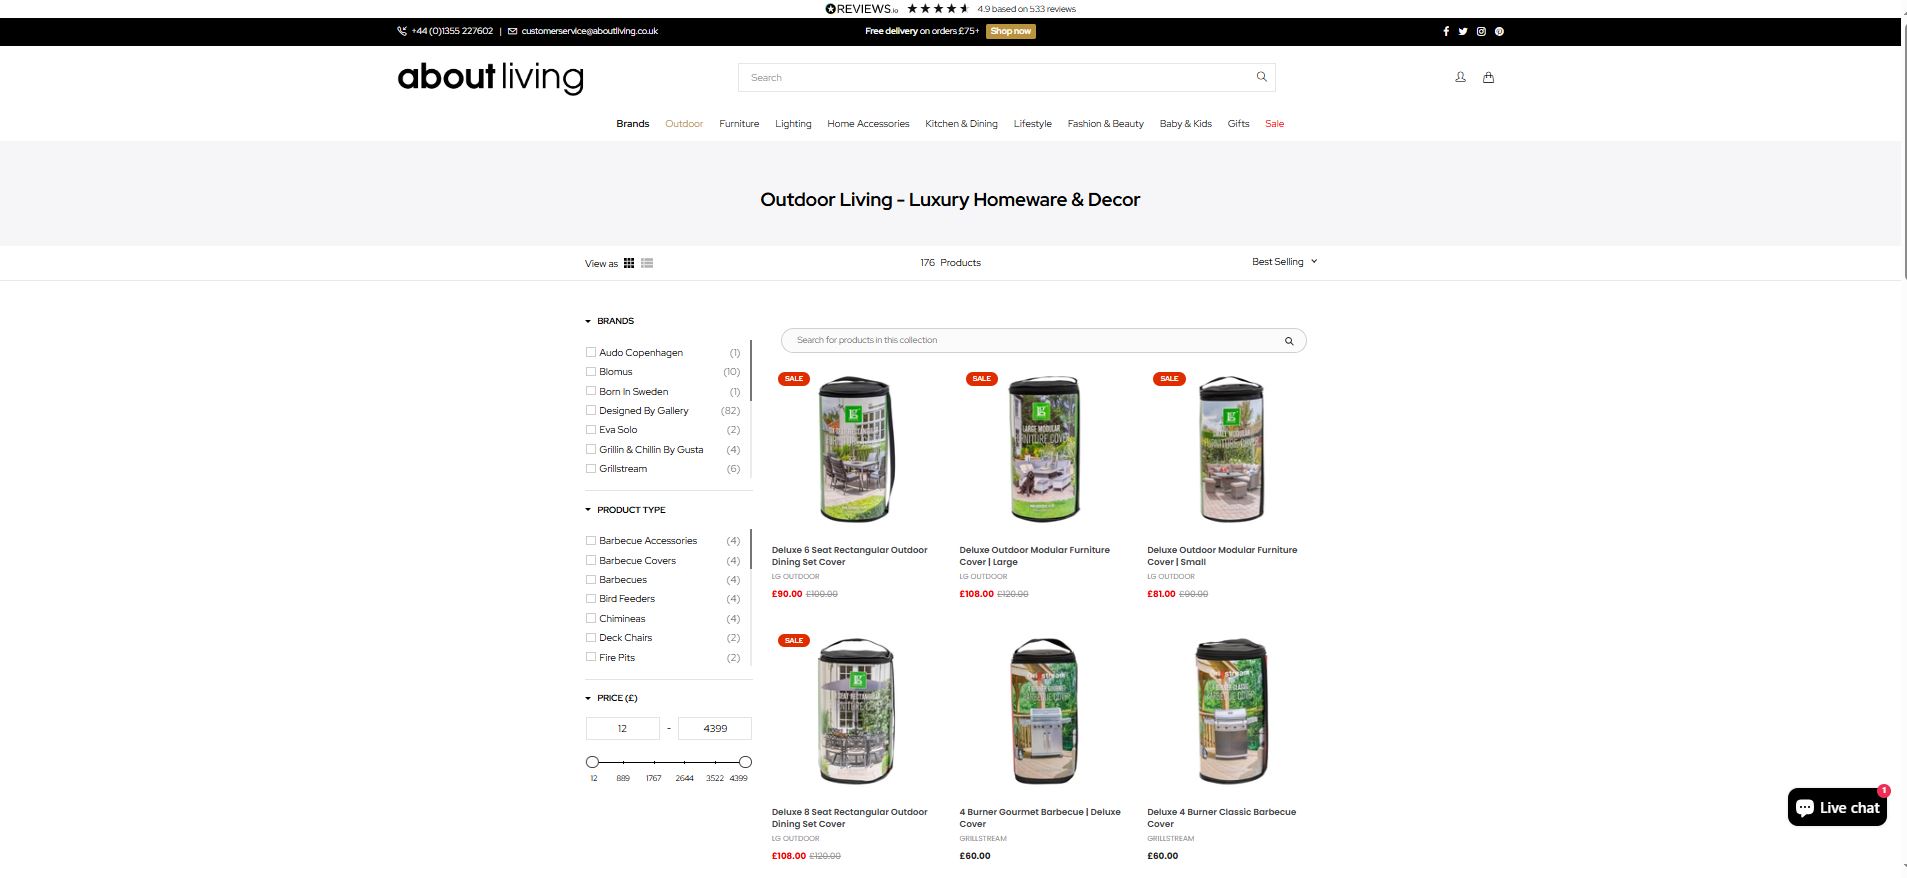 REVIEWS.io 4.9 based on 533 reviews
+44 (0)1355 227602 | customerservice@aboutliving.co.uk
Free delivery on orders £75+ Shop now
about living
Search
Brands Outdoor Furniture Lighting Home Accessories Kitchen & Dining Lifestyle Fashion & Beauty Baby & Kids Gifts Sale
Outdoor Living - Luxury Homeware & Decor
View as
176 Products
Best Selling
BRANDS
Audo Copenhagen (1)
Blomus (10)
Born In Sweden (1)
Designed By Gallery (82)
Eva Solo (2)
Grillin & Chillin By Gusta (4)
Grillstream (6)
PRODUCT TYPE
Barbecue Accessories (4)
Barbecue Covers (4)
Barbecues (4)
Bird Feeders (4)
Chimineas (4)
Deck Chairs (2)
Fire Pits (2)
PRICE (£)
12 - 4399
12 889 1767 2644 3522 4399
Search for products in this collection
SALE
Deluxe 6 Seat Rectangular Outdoor
Dining Set Cover
LG OUTDOOR
£90.00 £100.00
SALE
LARGE MODULAR
FURNITURE COVER
Deluxe Outdoor Modular Furniture
Cover | Large
LG OUTDOOR
£108.00 £120.00
SALE
SMALL MODULAR
FURNITURE COVER
Deluxe Outdoor Modular Furniture
Cover | Small
LG OUTDOOR
£81.00 £90.00
SALE
Deluxe 8 Seat Rectangular Outdoor
Dining Set Cover
LG OUTDOOR
£108.00 £120.00
4 Burner Gourmet Barbecue | Deluxe
Cover
GRILLSTREAM
£60.00
Deluxe 4 Burner Classic Barbecue
Cover
GRILLSTREAM
£60.00
Live chat
1